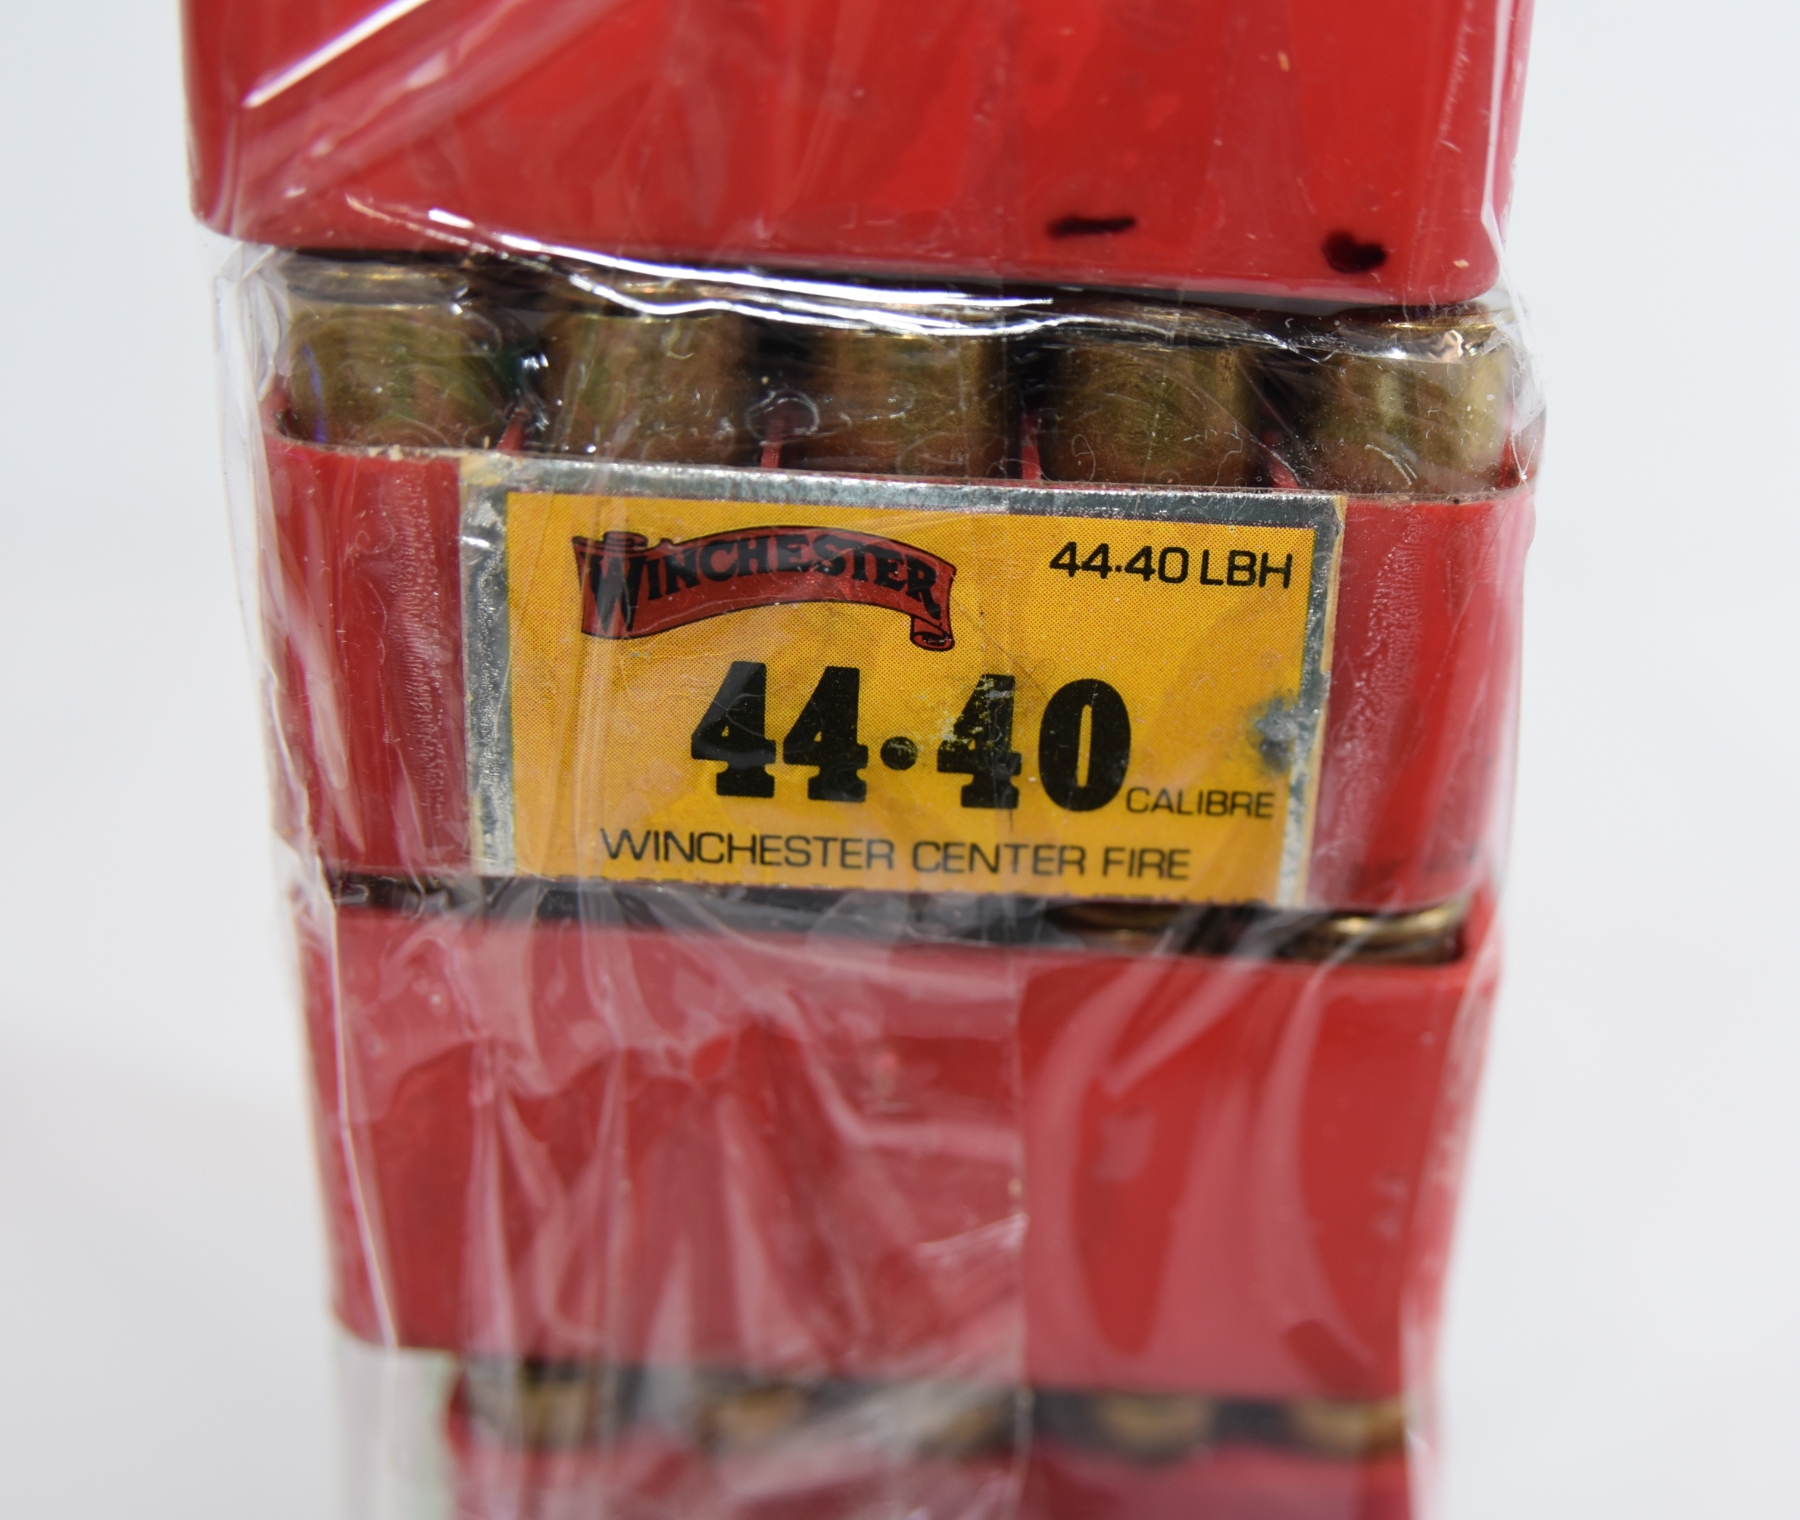 WINCHESTER
44·40 LBH
44·40 CALIBRE
WINCHESTER CENTER FIRE